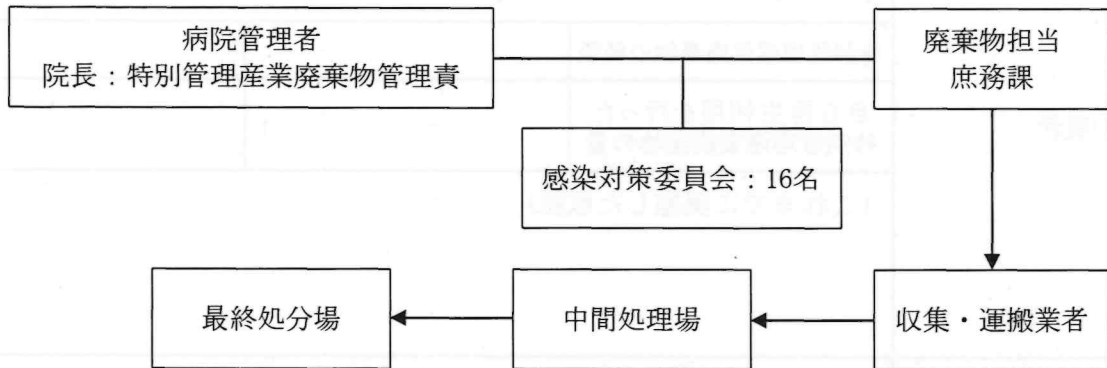 病院管理者
院長：特別管理産業廃棄物管理責
廃棄物担当
庶務課
感染対策委員会：16名
最終処分場
中間処理場
収集・運搬業者